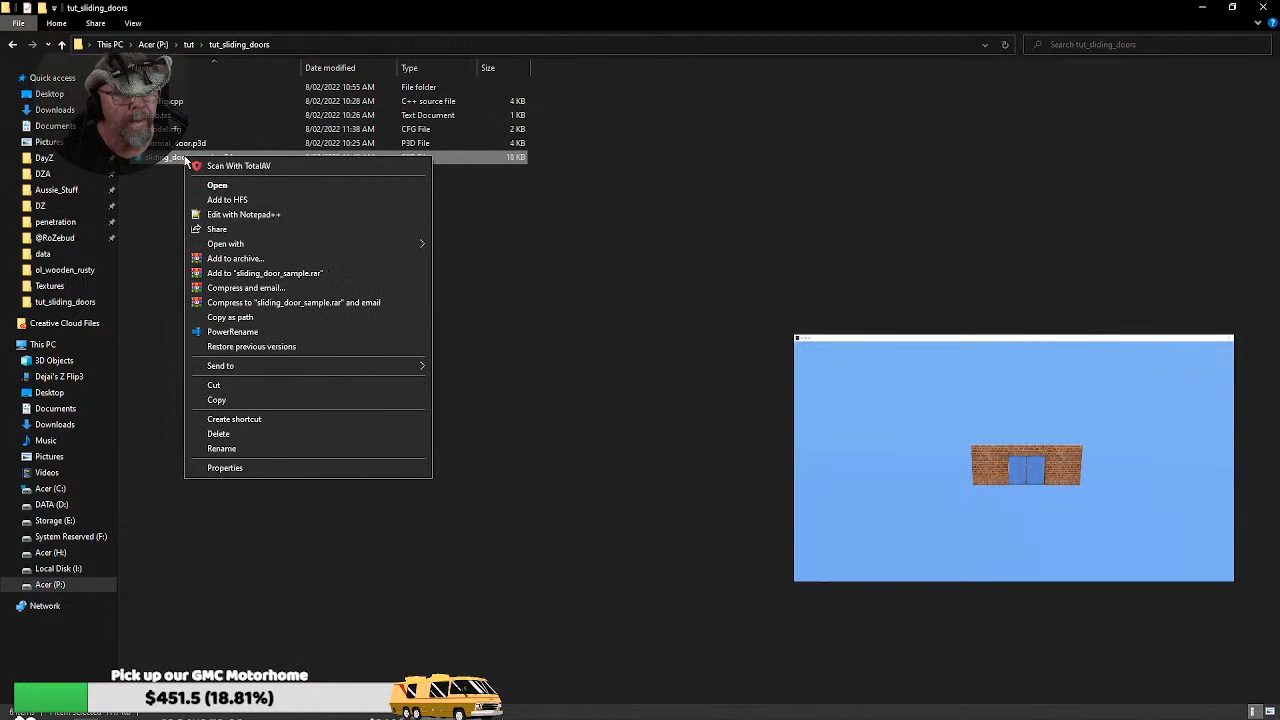 tut_sliding_doors
File
Home
Share
View
This PC
Acer (P:)
tut
tut_sliding_doors
Search tut_sliding_doors
Date modified
Type
Size
Quick access
Desktop
Downloads
Documents
Pictures
DayZ
DZA
Aussie_Stuff
DZ
penetration
@RoZebud
data
ol_wooden_rusty
Textures
tut_sliding_doors
Creative Cloud Files
This PC
3D Objects
Dejai's Z Flip3
Desktop
Documents
Downloads
Music
Pictures
Videos
Acer (C:)
DATA (D:)
Storage (E:)
System Reserved (F:)
Acer (H:)
Local Disk (I:)
Acer (P:)
Network
8/02/2022 10:55 AM File folder
8/02/2022 10:28 AM C++ source file 4 KB
8/02/2022 10:26 AM Text Document 1 KB
model.cfg 8/02/2022 11:38 AM CFG File 2 KB
8/02/2022 10:32 AM P3D File 4 KB
18 KB
Scan With TotalAV
Open
Add to HFS
Edit with Notepad++
Share
Open with
Add to archive...
Add to "sliding_door_sample.rar"
Compress and email...
Compress to "sliding_door_sample.rar" and email
Copy as path
PowerRename
Restore previous versions
Send to
Cut
Copy
Create shortcut
Delete
Rename
Properties
Pick up our GMC Motorhome
$451.5 (18.81%)